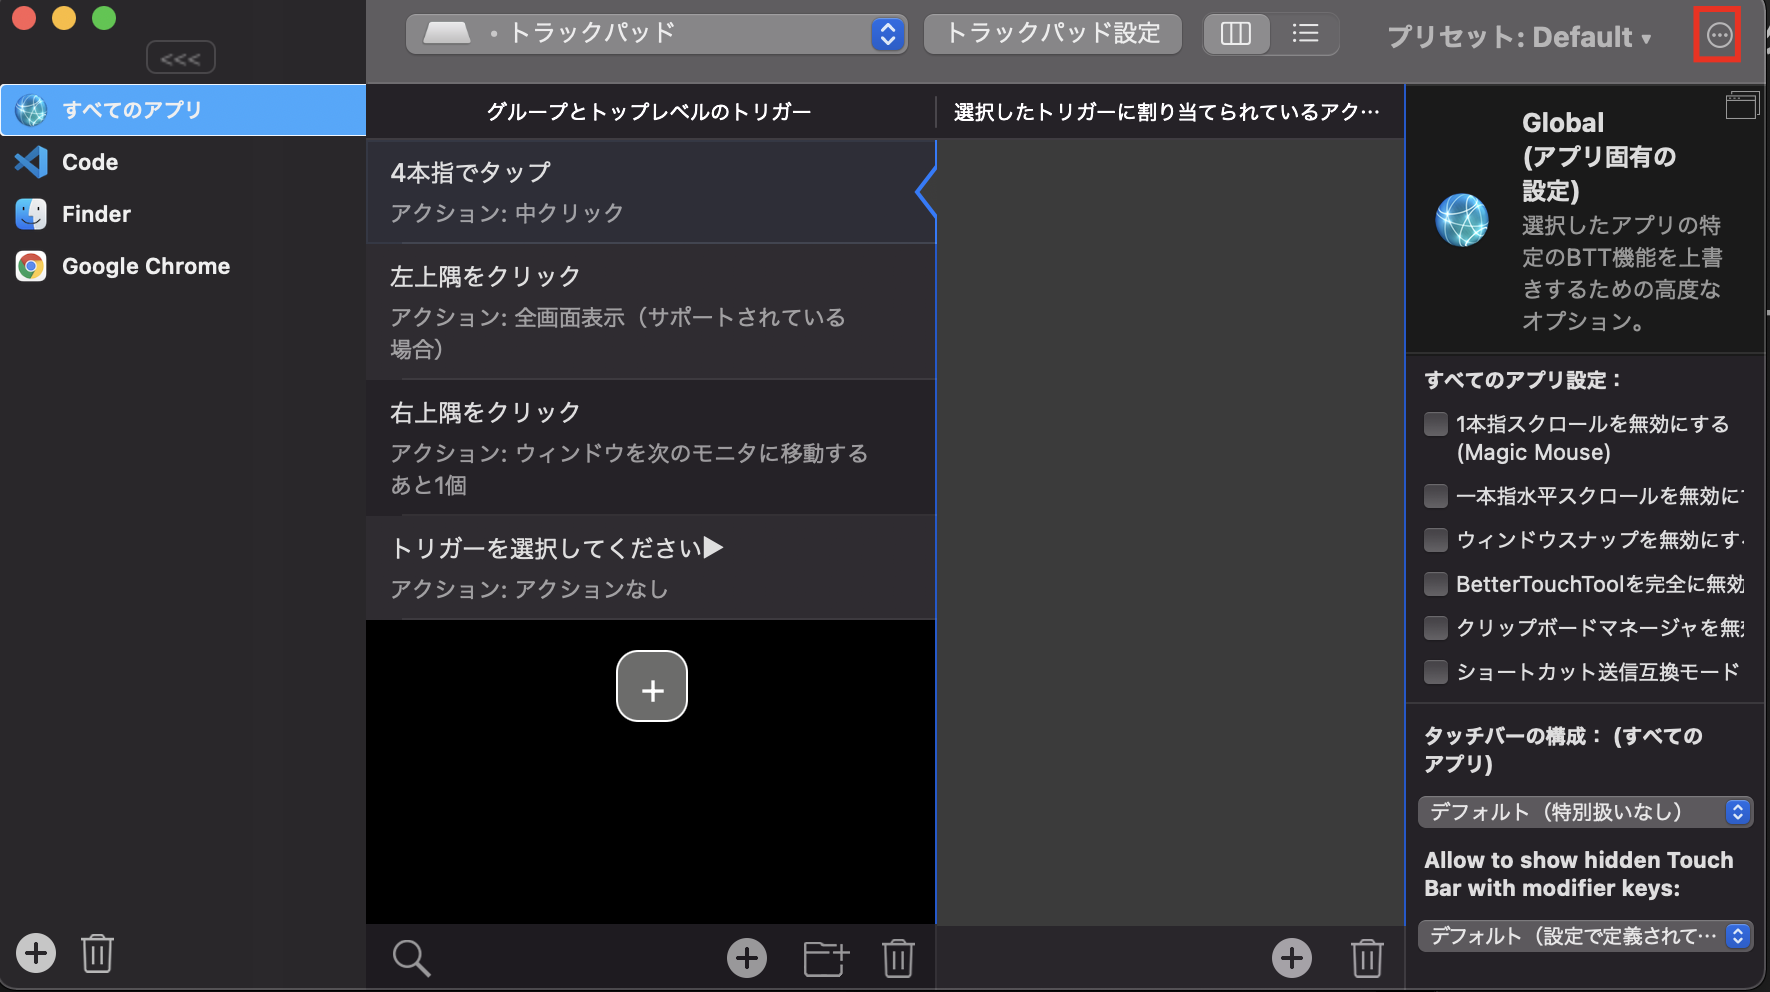 <<<
• トラックパッド
トラックパッド設定
プリセット: Default ▾
すべてのアプリ
Code
Finder
Google Chrome
グループとトップレベルのトリガー
選択したトリガーに割り当てられているアク…
4本指でタップ
アクション: 中クリック
左上隅をクリック
アクション: 全画面表示（サポートされている
場合）
右上隅をクリック
アクション: ウィンドウを次のモニタに移動する
あと1個
トリガーを選択してください▶
アクション: アクションなし
Global
(アプリ固有の
設定)
選択したアプリの特
定のBTT機能を上書
きするための高度な
オプション。
すべてのアプリ設定：
1本指スクロールを無効にする
(Magic Mouse)
一本指水平スクロールを無効に
ウィンドウスナップを無効にす
BetterTouchToolを完全に無効
クリップボードマネージャを無
ショートカット送信互換モード
タッチバーの構成： (すべての
アプリ)
デフォルト（特別扱いなし）
Allow to show hidden Touch
Bar with modifier keys:
デフォルト（設定で定義されて…